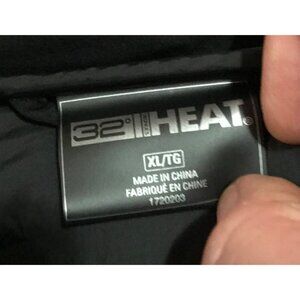 32° HEAT
XL/TG
MADE IN CHINA
FABRIQUÉ EN CHINE
1720203